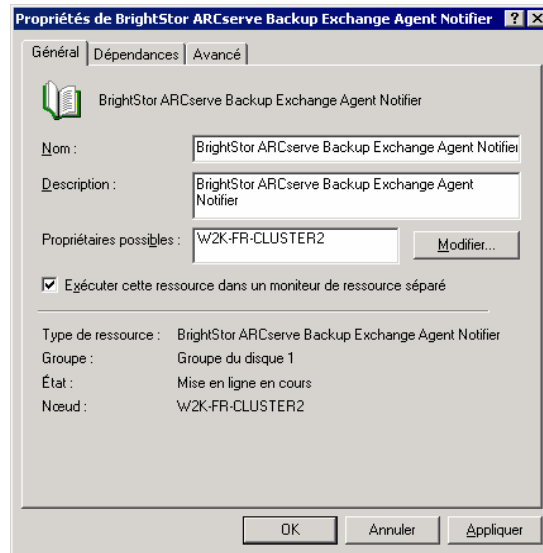 Propriétés de BrightStor ARCserve Backup Exchange Agent Notifier ? X
Général Dépendances Avancé
BrightStor ARCserve Backup Exchange Agent Notifier
Nom : BrightStor ARCserve Backup Exchange Agent Notifier
Description : BrightStor ARCserve Backup Exchange Agent
Notifier
Propriétaires possibles : W2K-FR-CLUSTER2 Modifier...
Exécuter cette ressource dans un moniteur de ressource séparé
Type de ressource : BrightStor ARCserve Backup Exchange Agent Notifier
Groupe : Groupe du disque 1
État : Mise en ligne en cours
Nœud : W2K-FR-CLUSTER2
OK Annuler Appliquer